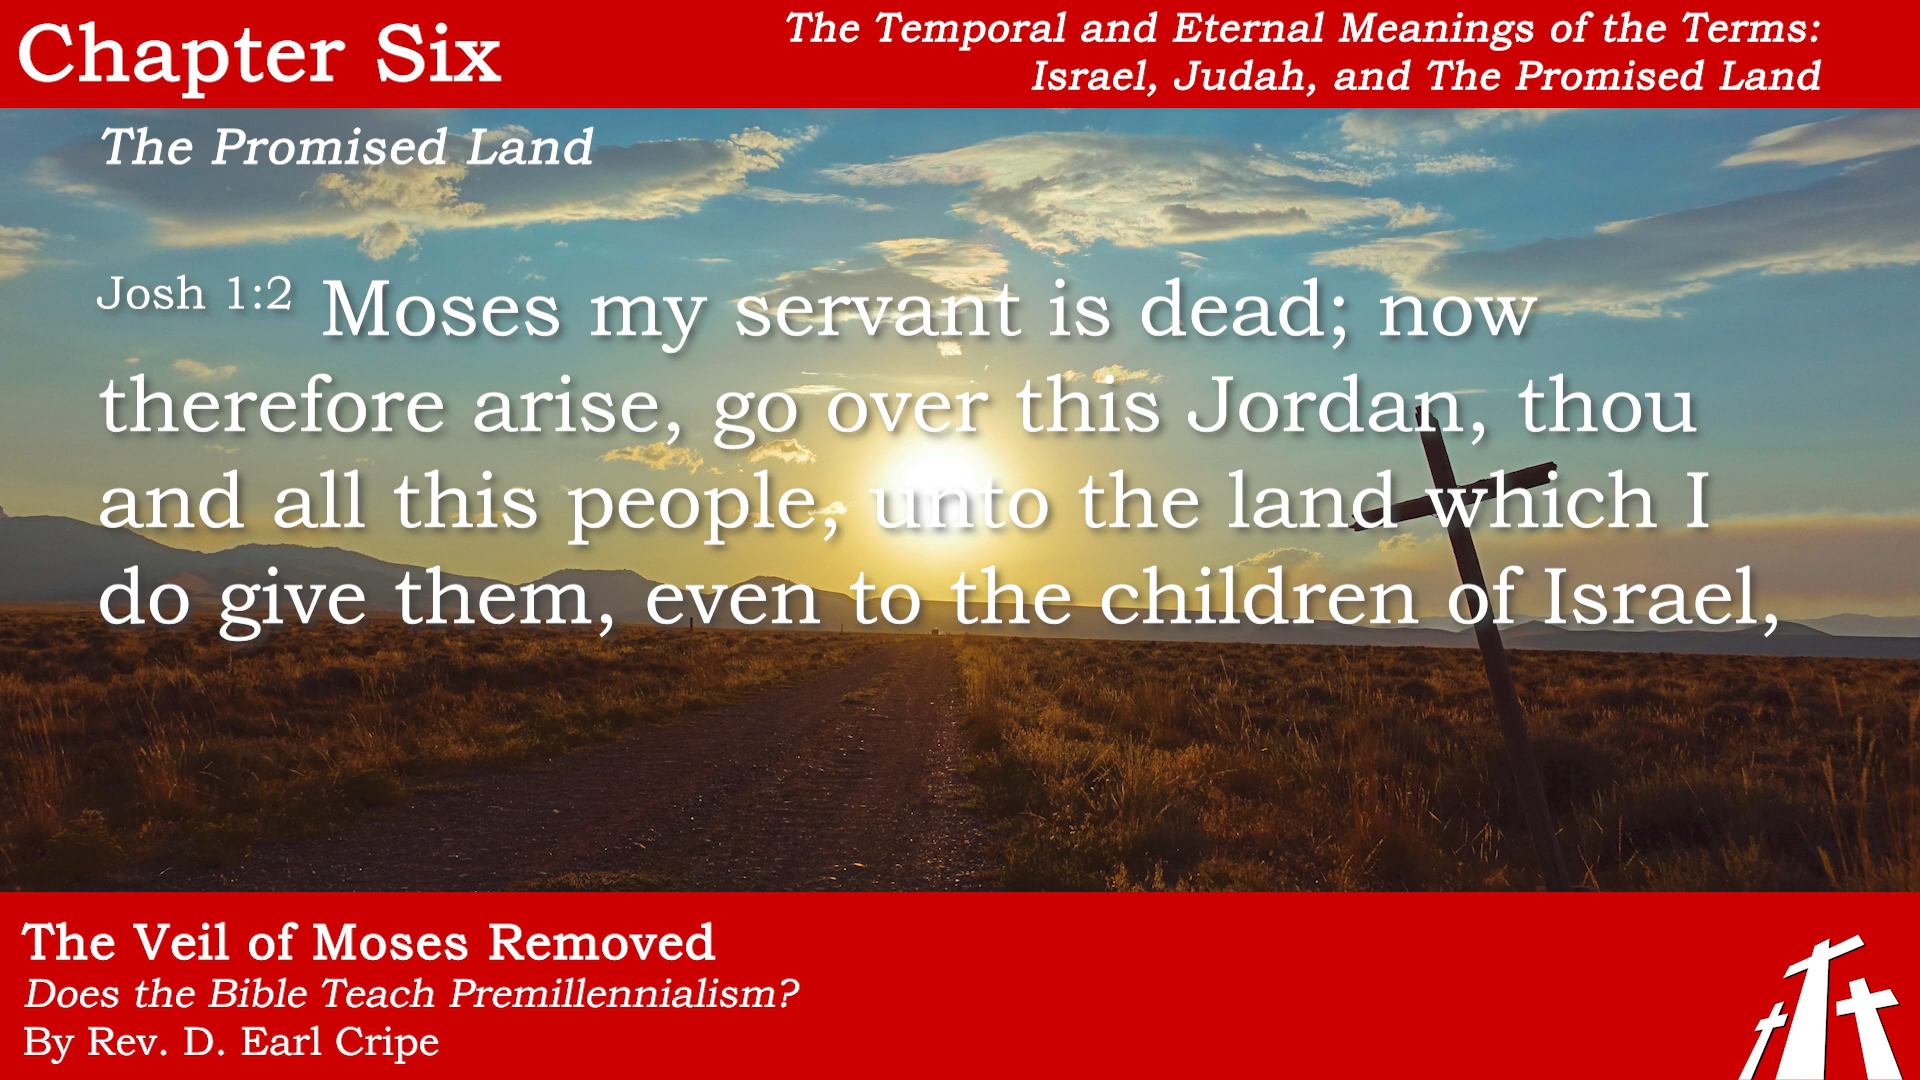 Chapter Six
The Temporal and Eternal Meanings of the Terms:
Israel, Judah, and The Promised Land
The Promised Land
Josh 1:2 Moses my servant is dead; now
therefore arise, go over this Jordan, thou
and all this people, unto the land which I
do give them, even to the children of Israel,
The Veil of Moses Removed
Does the Bible Teach Premillennialism?
By Rev. D. Earl Cripe